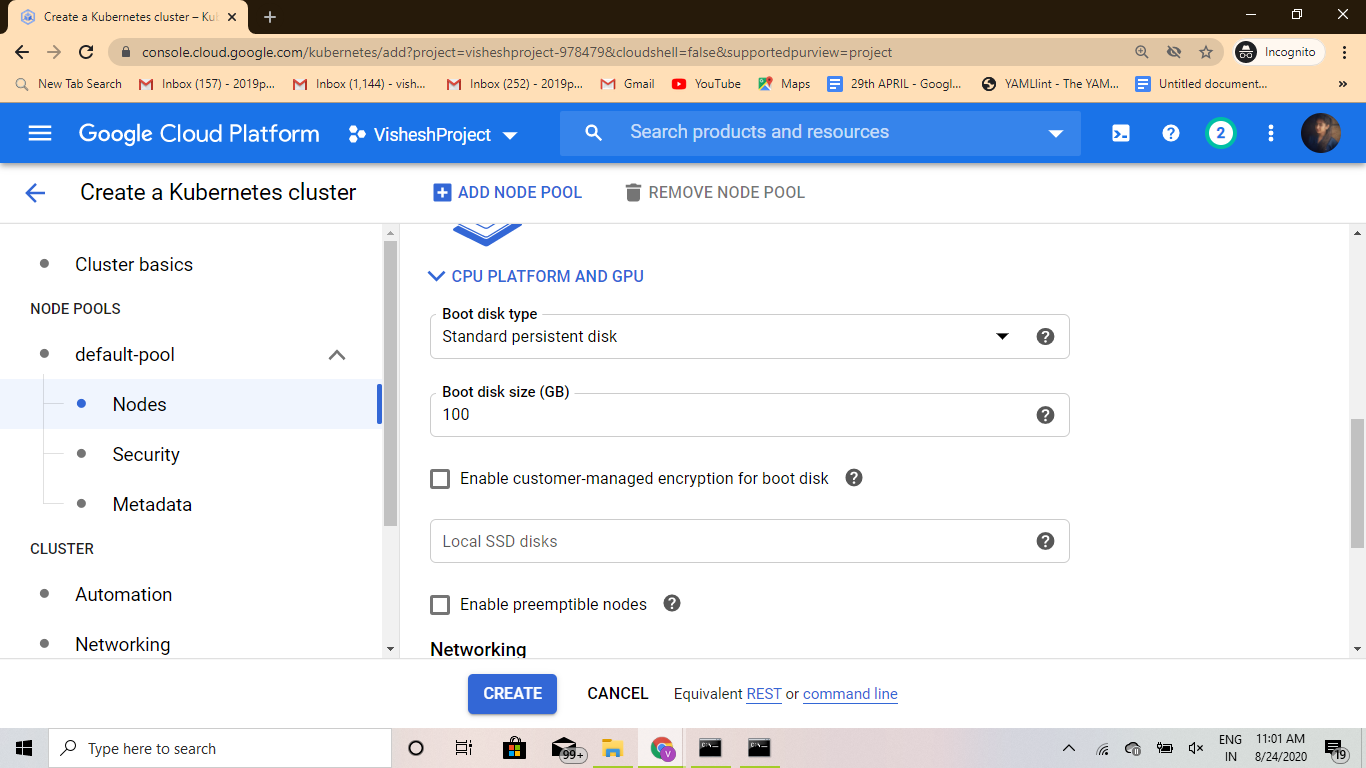 Create a Kubernetes cluster – Ku
console.cloud.google.com/kubernetes/add?project=visheshproject-978479&cloudshell=false&supportedpurview=project
Incognito
New Tab Search
Inbox (157) - 2019p...
Inbox (1,144) - vish...
Inbox (252) - 2019p...
Gmail
YouTube
Maps
29th APRIL - Googl...
YAMLlint - The YAM...
Untitled document...
»
Google Cloud Platform
VisheshProject
Search products and resources
2
Create a Kubernetes cluster
ADD NODE POOL
REMOVE NODE POOL
Cluster basics
NODE POOLS
default-pool
Nodes
Security
Metadata
CLUSTER
Automation
Networking
CPU PLATFORM AND GPU
Boot disk type
Standard persistent disk
Boot disk size (GB)
100
Enable customer-managed encryption for boot disk
Local SSD disks
Enable preemptible nodes
Networking
CREATE
CANCEL
Equivalent REST or command line
Type here to search
99+
V
ENG
IN
11:01 AM
8/24/2020
19